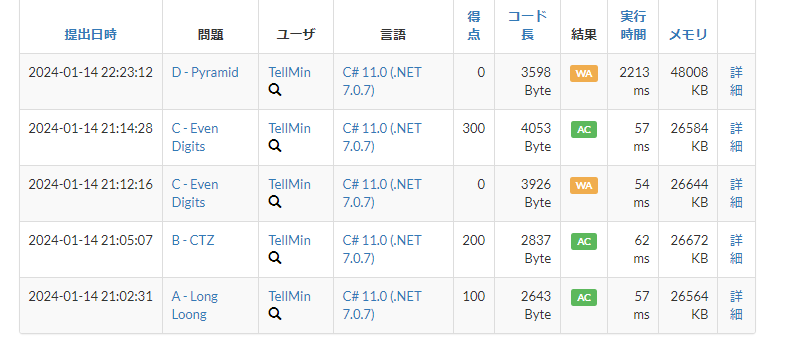 提出日時 問題 ユーザ 言語 得点 コード長 結果 実行時間 メモリ
2024-01-14 22:23:12 D - Pyramid TellMin C# 11.0 (.NET 7.0.7) 0 3598 Byte WA 2213 ms 48008 KB 詳細
2024-01-14 21:14:28 C - Even Digits TellMin C# 11.0 (.NET 7.0.7) 300 4053 Byte AC 57 ms 26584 KB 詳細
2024-01-14 21:12:16 C - Even Digits TellMin C# 11.0 (.NET 7.0.7) 0 3926 Byte WA 54 ms 26644 KB 詳細
2024-01-14 21:05:07 B - CTZ TellMin C# 11.0 (.NET 7.0.7) 200 2837 Byte AC 62 ms 26672 KB 詳細
2024-01-14 21:02:31 A - Long Loong TellMin C# 11.0 (.NET 7.0.7) 100 2643 Byte AC 57 ms 26564 KB 詳細